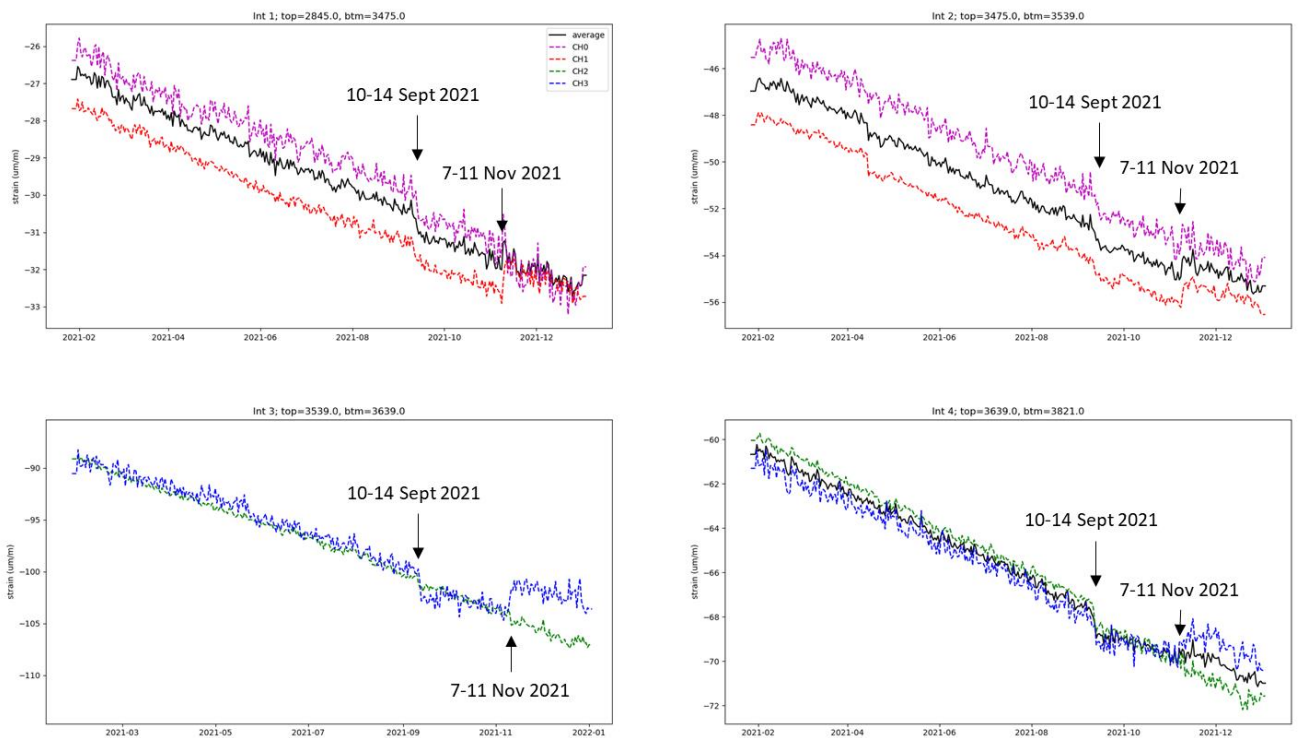 Int 1; top=2845.0, btm=3475.0
strain (um/m)
−26
−27
−28
−29
−30
−31
−32
−33
average
CH0
CH1
CH2
CH3
10-14 Sept 2021
7-11 Nov 2021
2021-02 2021-04 2021-06 2021-08 2021-10 2021-12
Int 2; top=3475.0, btm=3539.0
strain (um/m)
−46
−48
−50
−52
−54
−56
10-14 Sept 2021
7-11 Nov 2021
2021-02 2021-04 2021-06 2021-08 2021-10 2021-12
Int 3; top=3539.0, btm=3639.0
strain (um/m)
−90
−95
−100
−105
−110
10-14 Sept 2021
7-11 Nov 2021
2021-03 2021-05 2021-07 2021-09 2021-11 2022-01
Int 4; top=3639.0, btm=3821.0
strain (um/m)
−60
−62
−64
−66
−68
−70
−72
10-14 Sept 2021
7-11 Nov 2021
2021-02 2021-04 2021-06 2021-08 2021-10 2021-12